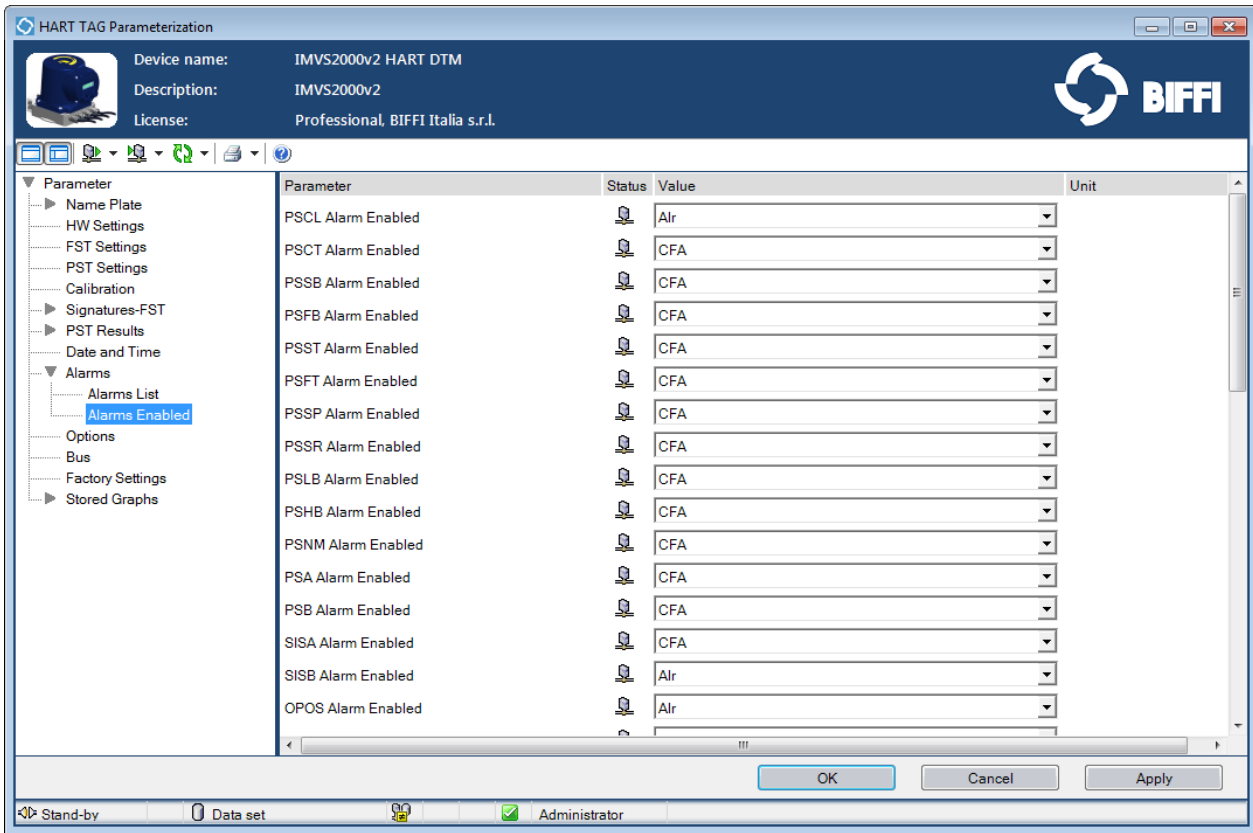 HART TAG Parameterization
Device name: IMVS2000v2 HART DTM
Description: IMVS2000v2
License: Professional, BIFFI Italia s.r.l.
BIFFI
Parameter
Name Plate
HW Settings
FST Settings
PST Settings
Calibration
Signatures-FST
PST Results
Date and Time
Alarms
Alarms List
Alarms Enabled
Options
Bus
Factory Settings
Stored Graphs
Parameter Status Value Unit
PSCL Alarm Enabled Alr
PSCT Alarm Enabled CFA
PSSB Alarm Enabled CFA
PSFB Alarm Enabled CFA
PSST Alarm Enabled CFA
PSFT Alarm Enabled CFA
PSSP Alarm Enabled CFA
PSSR Alarm Enabled CFA
PSLB Alarm Enabled CFA
PSHB Alarm Enabled CFA
PSNM Alarm Enabled CFA
PSA Alarm Enabled CFA
PSB Alarm Enabled CFA
SISA Alarm Enabled CFA
SISB Alarm Enabled Alr
OPOS Alarm Enabled Alr
OK Cancel Apply
Stand-by Data set Administrator